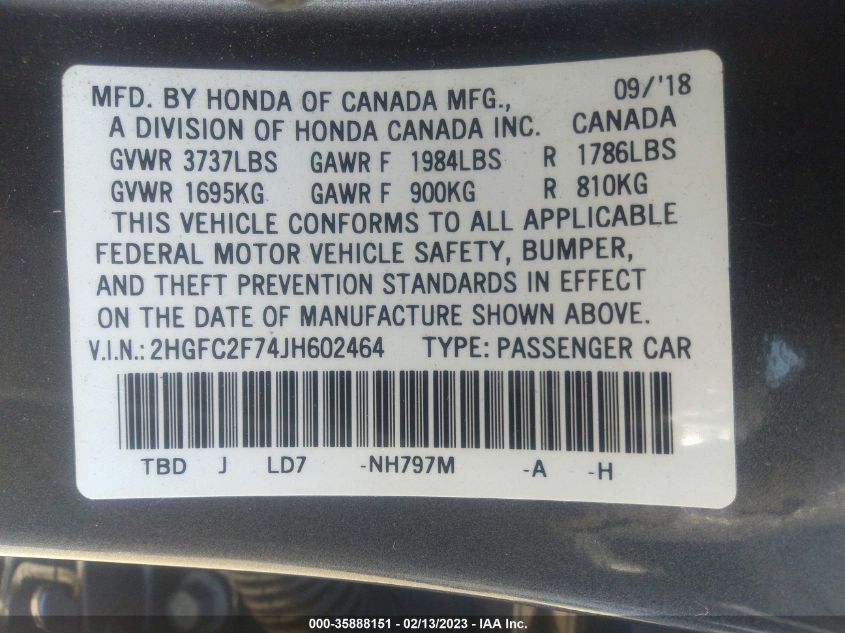 MFD. BY HONDA OF CANADA MFG., 09/'18
A DIVISION OF HONDA CANADA INC. CANADA
GVWR 3737LBS GAWR F 1984LBS R 1786LBS
GVWR 1695KG GAWR F 900KG R 810KG
THIS VEHICLE CONFORMS TO ALL APPLICABLE
FEDERAL MOTOR VEHICLE SAFETY, BUMPER,
AND THEFT PREVENTION STANDARDS IN EFFECT
ON THE DATE OF MANUFACTURE SHOWN ABOVE.
V.I.N.: 2HGFC2F74JH602464 TYPE: PASSENGER CAR
TBD J LD7 -NH797M -A -H
000-35888151 - 02/13/2023 - IAA Inc.